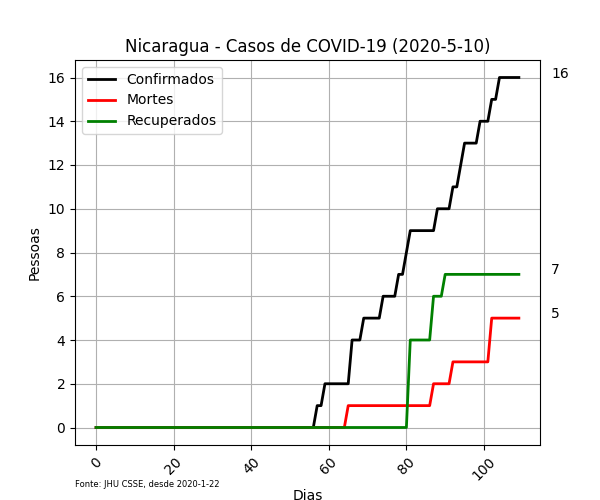 Nicaragua - Casos de COVID-19 (2020-5-10)
Confirmados
Mortes
Recuperados
16
7
5
Pessoas
16
14
12
10
8
6
4
2
0
0
20
40
60
80
100
Dias
Fonte: JHU CSSE, desde 2020-1-22